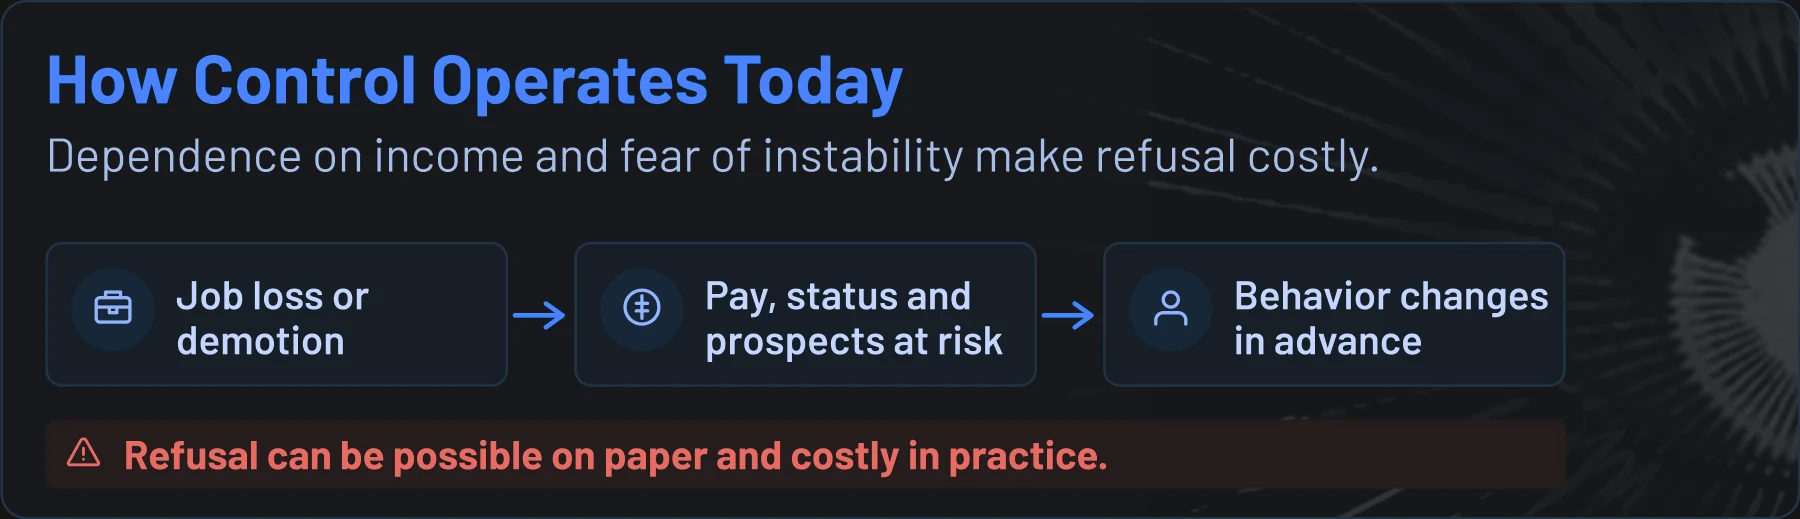 How Control Operates Today
Dependence on income and fear of instability make refusal costly.
Job loss or
demotion
Pay, status and
prospects at risk
Behavior changes
in advance
Refusal can be possible on paper and costly in practice.